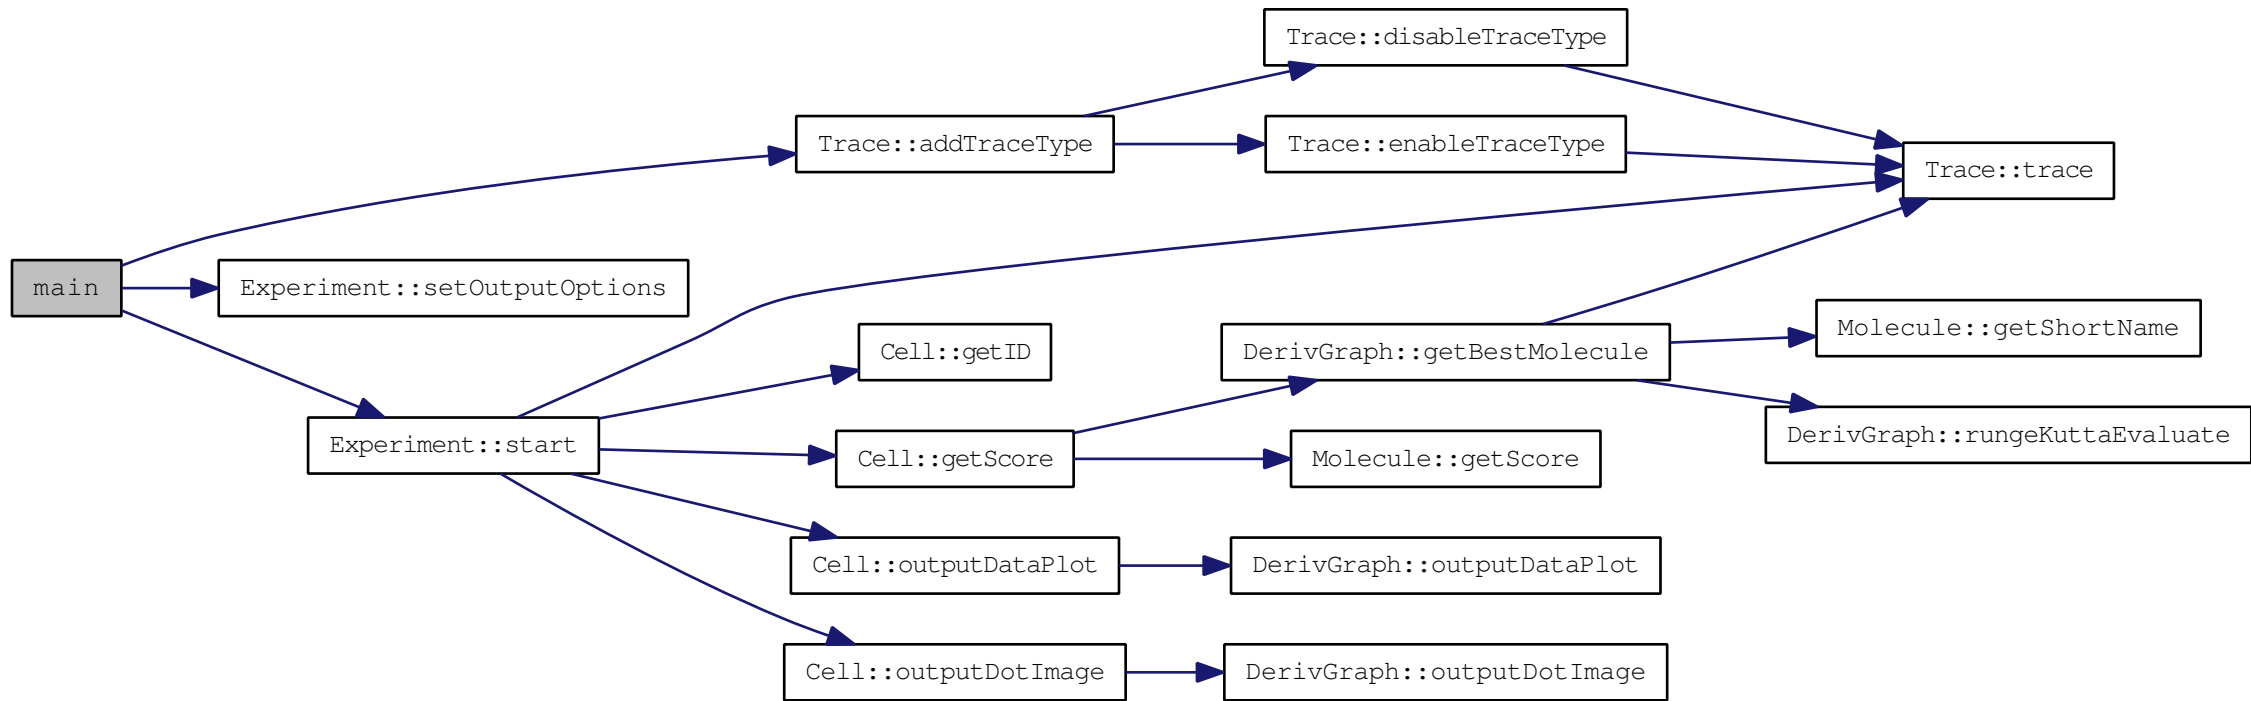 Trace::disableTraceType
Trace::addTraceType
Trace::enableTraceType
Trace::trace
main
Experiment::setOutputOptions
Molecule::getShortName
Cell::getID
DerivGraph::getBestMolecule
Experiment::start
DerivGraph::rungeKuttaEvaluate
Cell::getScore
Molecule::getScore
Cell::outputDataPlot
DerivGraph::outputDataPlot
Cell::outputDotImage
DerivGraph::outputDotImage